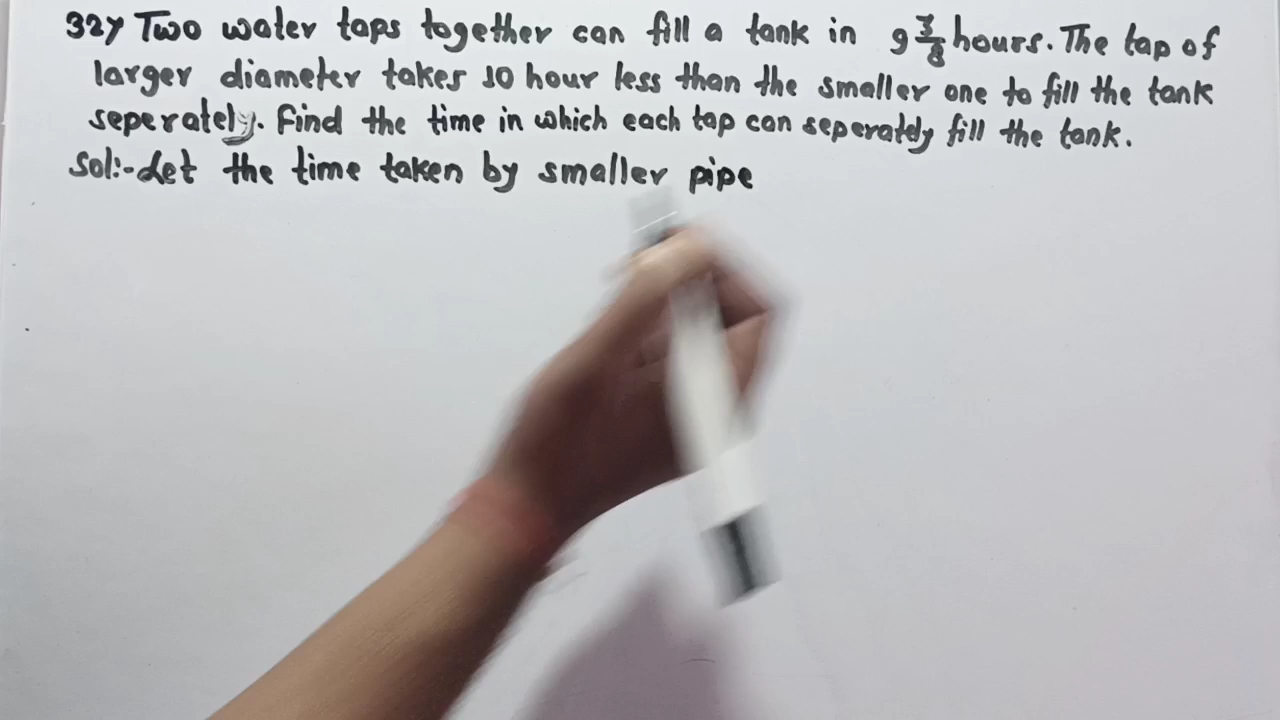 32) Two water taps together can fill a tank in 9 3/8 hours. The tap of
larger diameter takes 10 hour less than the smaller one to fill the tank
seperately. Find the time in which each tap can seperately fill the tank.
Sol:- Let the time taken by smaller pipe